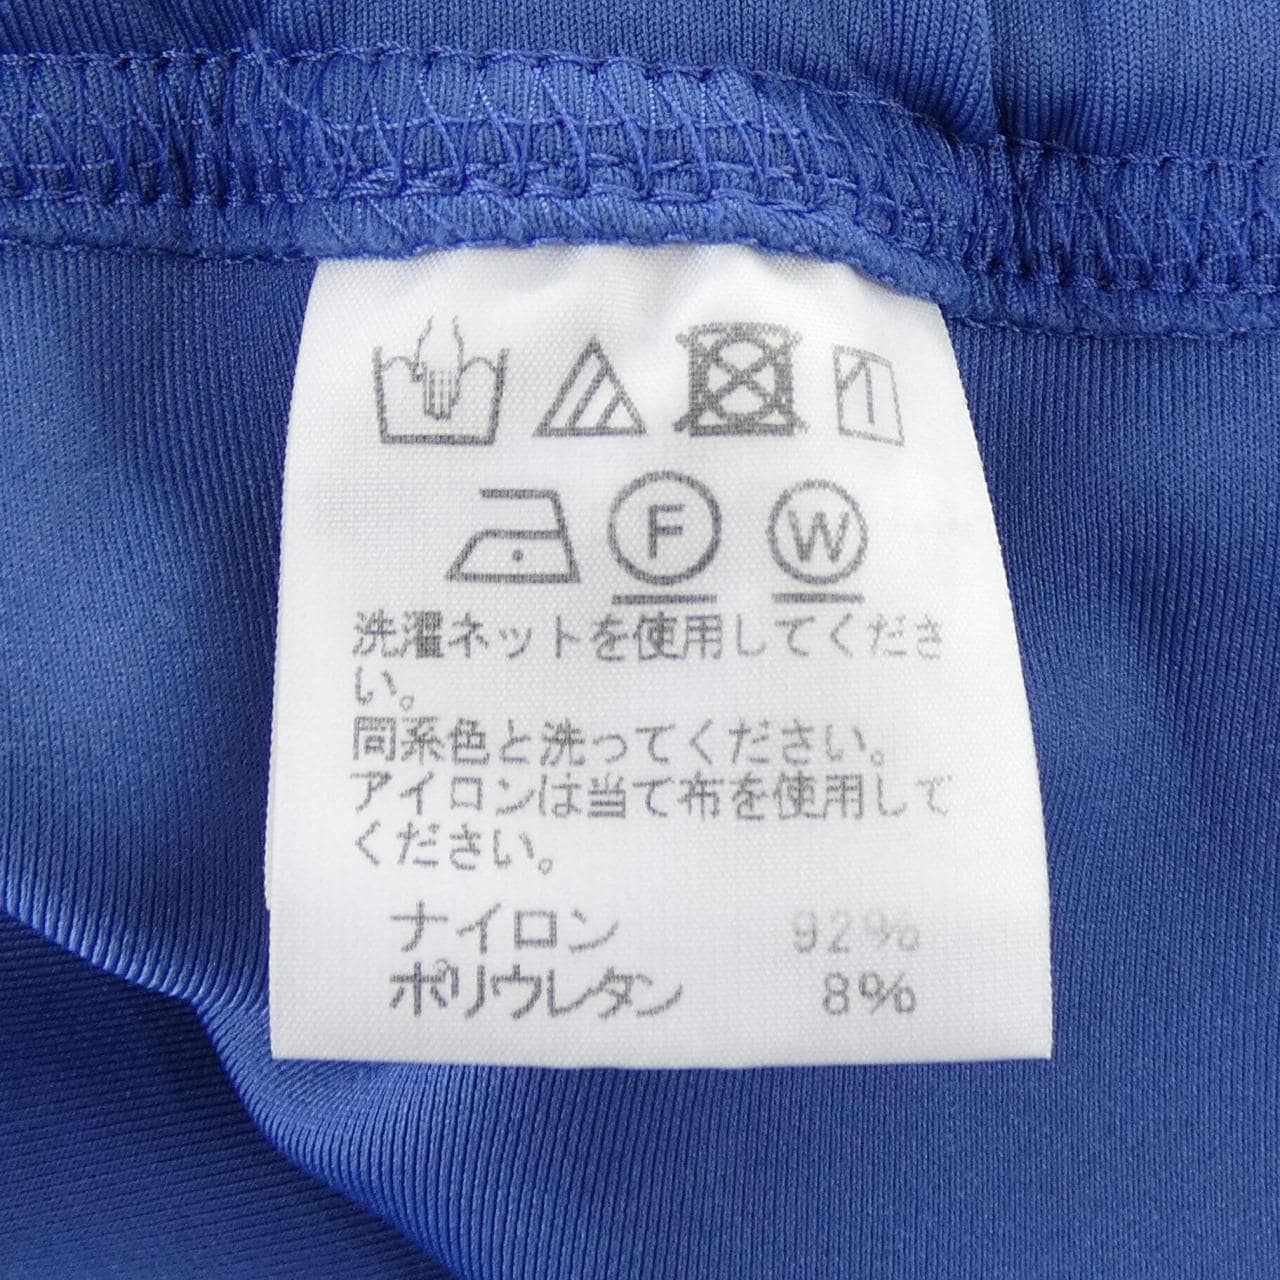 F W
洗濯ネットを使用してくださ
い。
同系色と洗ってください。
アイロンは当て布を使用して
ください。
ナイロン 92%
ポリウレタン 8%